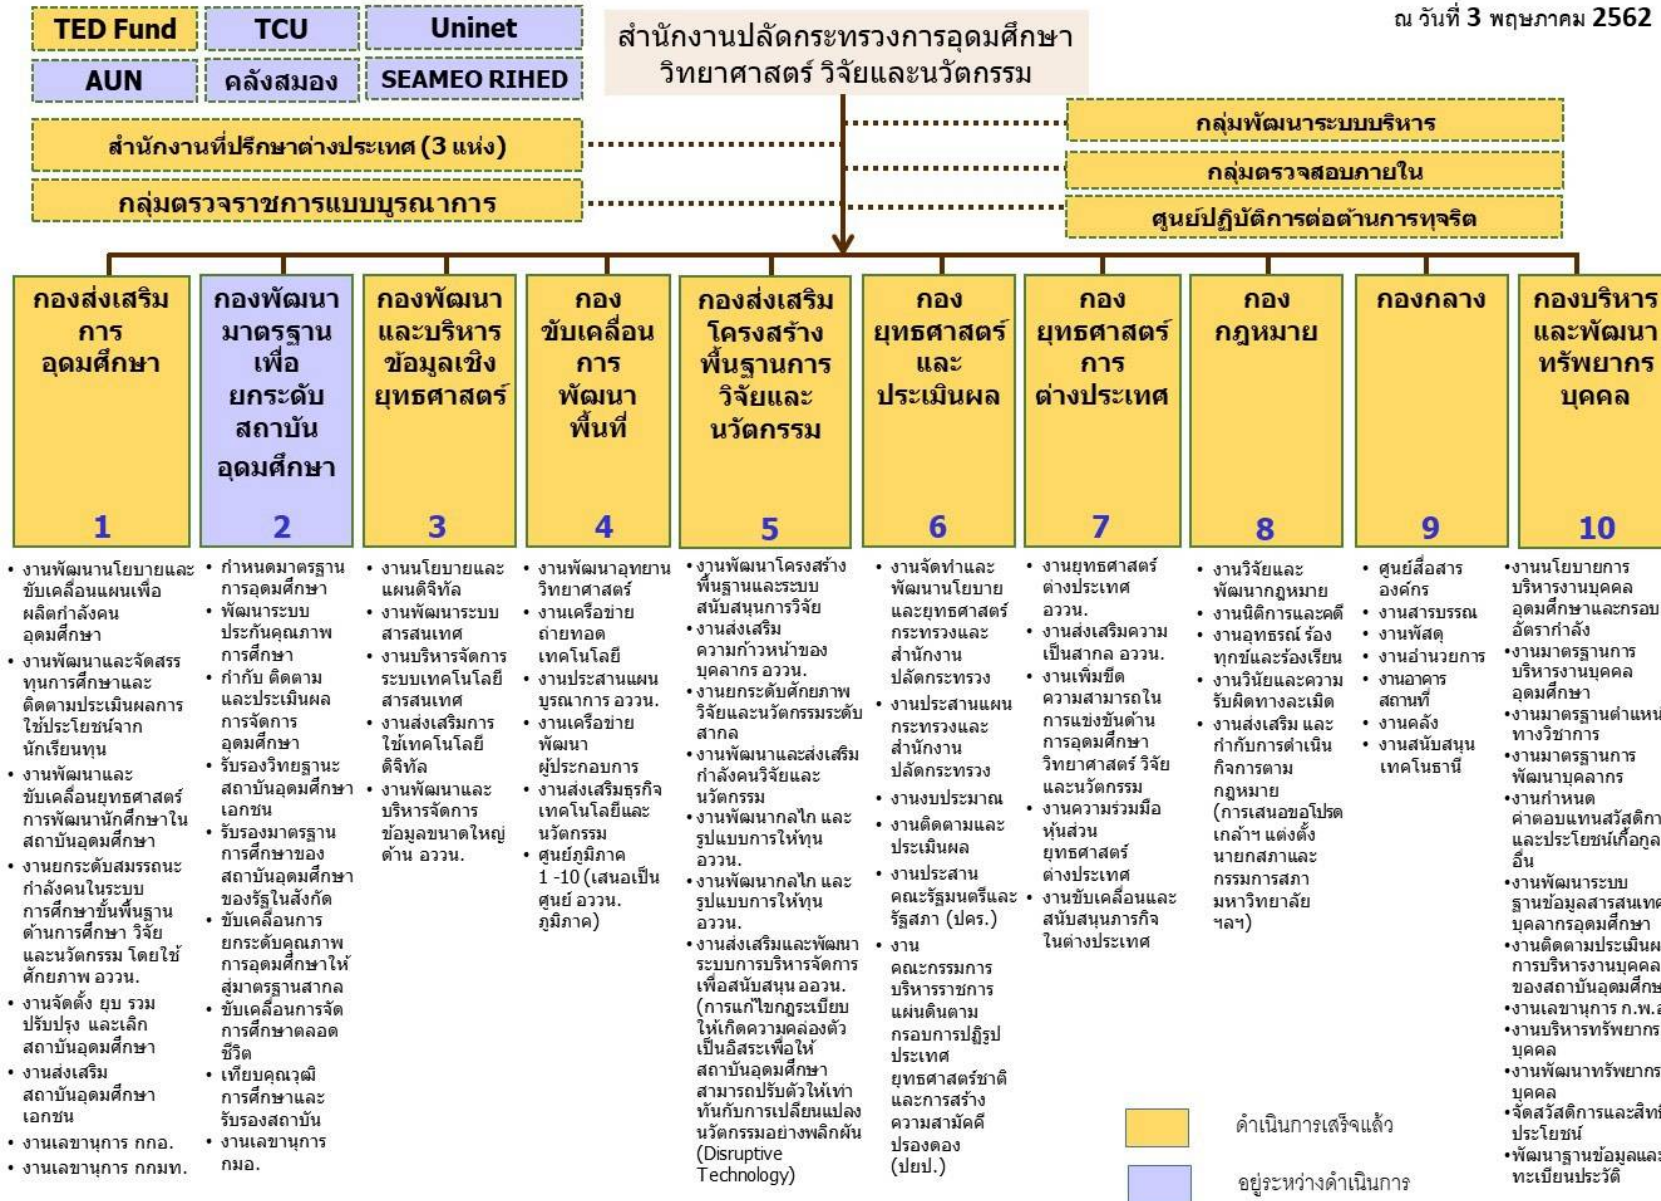 ณ วันที่ 3 พฤษภาคม 2562
TED Fund
TCU
Uninet
AUN
คลังสมอง
SEAMEO RIHED
สำนักงานปลัดกระทรวงการอุดมศึกษา
วิทยาศาสตร์ วิจัยและนวัตกรรม
สำนักงานที่ปรึกษาต่างประเทศ (3 แห่ง)
กลุ่มตรวจราชการแบบบูรณาการ
กลุ่มพัฒนาระบบบริหาร
กลุ่มตรวจสอบภายใน
ศูนย์ปฏิบัติการต่อต้านการทุจริต
กองส่งเสริม
การ
อุดมศึกษา
1
กองพัฒนา
มาตรฐาน
เพื่อ
ยกระดับ
สถาบัน
อุดมศึกษา
2
กองพัฒนา
และบริหาร
ข้อมูลเชิง
ยุทธศาสตร์
3
กอง
ขับเคลื่อน
การ
พัฒนา
พื้นที่
4
กองส่งเสริม
โครงสร้าง
พื้นฐานการ
วิจัยและ
นวัตกรรม
5
กอง
ยุทธศาสตร์
และ
ประเมินผล
6
กอง
ยุทธศาสตร์
การ
ต่างประเทศ
7
กอง
กฎหมาย
8
กองกลาง
9
กองบริหาร
และพัฒนา
ทรัพยากร
บุคคล
10
• งานพัฒนานโยบายและ
ขับเคลื่อนแผนเพื่อ
ผลิตกำลังคน
อุดมศึกษา
• งานพัฒนาและจัดสรร
ทุนการศึกษาและ
ติดตามประเมินผลการ
ใช้ประโยชน์จาก
นักเรียนทุน
• งานพัฒนาและ
ขับเคลื่อนยุทธศาสตร์
การพัฒนานักศึกษาใน
สถาบันอุดมศึกษา
• งานยกระดับสมรรถนะ
กำลังคนในระบบ
การศึกษาขั้นพื้นฐาน
ด้านการศึกษา วิจัย
และนวัตกรรม โดยใช้
ศักยภาพ อววน.
• งานจัดตั้ง ยุบ รวม
ปรับปรุง และเลิก
สถาบันอุดมศึกษา
• งานส่งเสริม
สถาบันอุดมศึกษา
เอกชน
• งานเลขานุการ กกอ.
• งานเลขานุการ กกมท.
• กำหนดมาตรฐาน
การอุดมศึกษา
• พัฒนาระบบ
ประกันคุณภาพ
การศึกษา
• กำกับ ติดตาม
และประเมินผล
การจัดการ
อุดมศึกษา
• รับรองวิทยฐานะ
สถาบันอุดมศึกษา
เอกชน
• รับรองมาตรฐาน
การศึกษาของ
สถาบันอุดมศึกษา
ของรัฐในสังกัด
• ขับเคลื่อนการ
ยกระดับคุณภาพ
การอุดมศึกษาให้
สู่มาตรฐานสากล
• ขับเคลื่อนการจัด
การศึกษาตลอด
ชีวิต
• เทียบคุณวุฒิ
การศึกษาและ
รับรองสถาบัน
• งานเลขานุการ
กมอ.
• งานนโยบายและ
แผนดิจิทัล
• งานพัฒนาระบบ
สารสนเทศ
• งานบริหารจัดการ
ระบบเทคโนโลยี
สารสนเทศ
• งานส่งเสริมการ
ใช้เทคโนโลยี
ดิจิทัล
• งานพัฒนาและ
บริหารจัดการ
ข้อมูลขนาดใหญ่
ด้าน อววน.
• งานพัฒนาอุทยาน
วิทยาศาสตร์
• งานเครือข่าย
ถ่ายทอด
เทคโนโลยี
• งานประสานแผน
บูรณาการ อววน.
• งานเครือข่าย
พัฒนา
ผู้ประกอบการ
• งานส่งเสริมธุรกิจ
เทคโนโลยีและ
นวัตกรรม
• ศูนย์ภูมิภาค
1 -10 (เสนอเป็น
ศูนย์ อววน.
ภูมิภาค)
•งานพัฒนาโครงสร้าง
พื้นฐานและระบบ
สนับสนุนการวิจัย
•งานส่งเสริม
ความก้าวหน้าของ
บุคลากร อววน.
•งานยกระดับศักยภาพ
วิจัยและนวัตกรรมระดับ
สากล
•งานพัฒนาและส่งเสริม
กำลังคนวิจัยและ
นวัตกรรม
•งานพัฒนากลไก และ
รูปแบบการให้ทุน
อววน.
•งานพัฒนากลไก และ
รูปแบบการให้ทุน
อววน.
•งานส่งเสริมและพัฒนา
ระบบการบริหารจัดการ
เพื่อสนับสนุน ออวน.
(การแก้ไขกฎระเบียบ
ให้เกิดความคล่องตัว
เป็นอิสระเพื่อให้
สถาบันอุดมศึกษา
สามารถปรับตัวให้เท่า
ทันกับการเปลี่ยนแปลง
นวัตกรรมอย่างพลิกผัน
(Disruptive
Technology)
• งานจัดทำและ
พัฒนานโยบาย
และยุทธศาสตร์
กระทรวงและ
สำนักงาน
ปลัดกระทรวง
• งานประสานแผน
กระทรวงและ
สำนักงาน
ปลัดกระทรวง
• งานงบประมาณ
• งานติดตามและ
ประเมินผล
• งานประสาน
คณะรัฐมนตรีและ
รัฐสภา (ปคร.)
• งาน
คณะกรรมการ
บริหารราชการ
แผ่นดินตาม
กรอบการปฏิรูป
ประเทศ
ยุทธศาสตร์ชาติ
และการสร้าง
ความสามัคคี
ปรองดอง
(ปยป.)
• งานยุทธศาสตร์
ต่างประเทศ
อววน.
• งานส่งเสริมความ
เป็นสากล อววน.
• งานเพิ่มขีด
ความสามารถใน
การแข่งขันด้าน
การอุดมศึกษา
วิทยาศาสตร์ วิจัย
และนวัตกรรม
• งานความร่วมมือ
หุ้นส่วน
ยุทธศาสตร์
ต่างประเทศ
• งานขับเคลื่อนและ
สนับสนุนภารกิจ
ในต่างประเทศ
• งานวิจัยและ
พัฒนากฎหมาย
• งานนิติการและคดี
• งานอุทธรณ์ ร้อง
ทุกข์และร้องเรียน
• งานวินัยและความ
รับผิดทางละเมิด
• งานส่งเสริม และ
กำกับการดำเนิน
กิจการตาม
กฎหมาย
(การเสนอขอโปรด
เกล้าฯ แต่งตั้ง
นายกสภาและ
กรรมการสภา
มหาวิทยาลัย
ฯลฯ)
• ศูนย์สื่อสาร
องค์กร
• งานสารบรรณ
• งานพัสดุ
• งานอำนวยการ
• งานอาคาร
สถานที่
• งานคลัง
• งานสนับสนุน
เทคโนธานี
•งานนโยบายการ
บริหารงานบุคคล
อุดมศึกษาและกรอบ
อัตรากำลัง
•งานมาตรฐานการ
บริหารงานบุคคล
อุดมศึกษา
•งานมาตรฐานตำแหน่
ทางวิชาการ
•งานมาตรฐานการ
พัฒนาบุคลากร
•งานกำหนด
ค่าตอบแทนสวัสดิกา
และประโยชน์เกื้อกูล
อื่น
•งานพัฒนาระบบ
ฐานข้อมูลสารสนเทศ
บุคลากรอุดมศึกษา
•งานติดตามประเมินผ
การบริหารงานบุคคล
ของสถาบันอุดมศึกษ
•งานเลขานุการ ก.พ.อ
•งานบริหารทรัพยากร
บุคคล
•งานพัฒนาทรัพยากร
บุคคล
•จัดสวัสดิการและสิทธิ
ประโยชน์
•พัฒนาฐานข้อมูลและ
ทะเบียนประวัติ
ดำเนินการเสร็จแล้ว
อยู่ระหว่างดำเนินการ